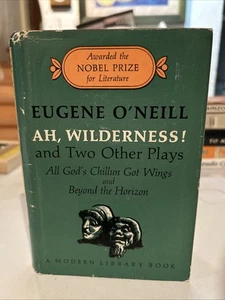 Awarded the
NOBEL PRIZE
for Literature
EUGENE O'NEILL
AH, WILDERNESS!
and Two Other Plays
All God's Chillun Got Wings
and
Beyond the Horizon
A MODERN LIBRARY BOOK